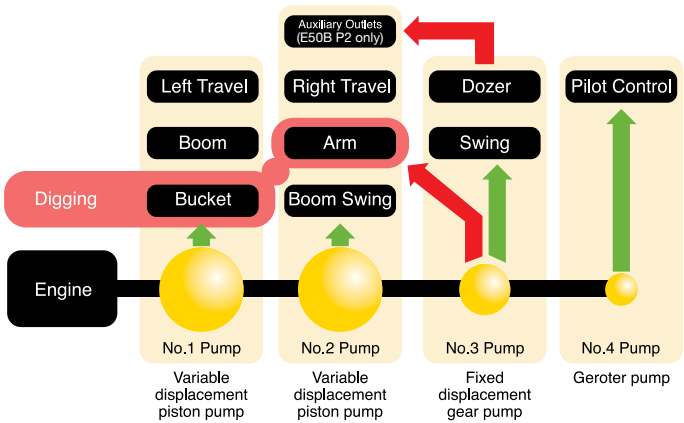 Auxiliary Outlets
(E50B P2 only)
Left Travel
Right Travel
Dozer
Pilot Control
Boom
Arm
Swing
Digging
Bucket
Boom Swing
Engine
No.1 Pump
No.2 Pump
No.3 Pump
No.4 Pump
Variable
displacement
piston pump
Variable
displacement
piston pump
Fixed
displacement
gear pump
Geroter pump